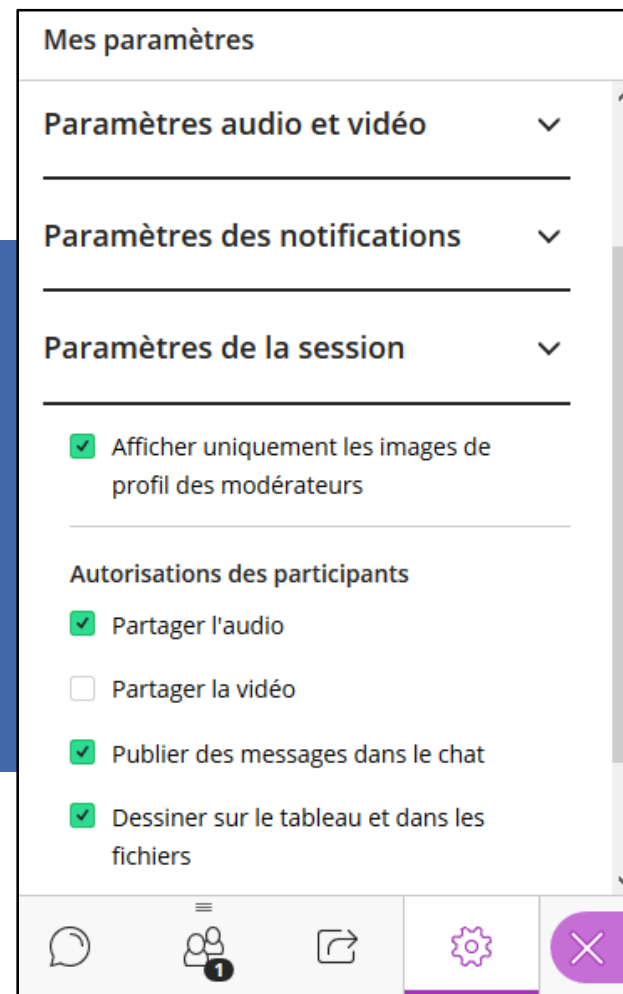 Mes paramètres
Paramètres audio et vidéo
Paramètres des notifications
Paramètres de la session
Afficher uniquement les images de
profil des modérateurs
Autorisations des participants
Partager l'audio
Partager la vidéo
Publier des messages dans le chat
Dessiner sur le tableau et dans les
fichiers
1